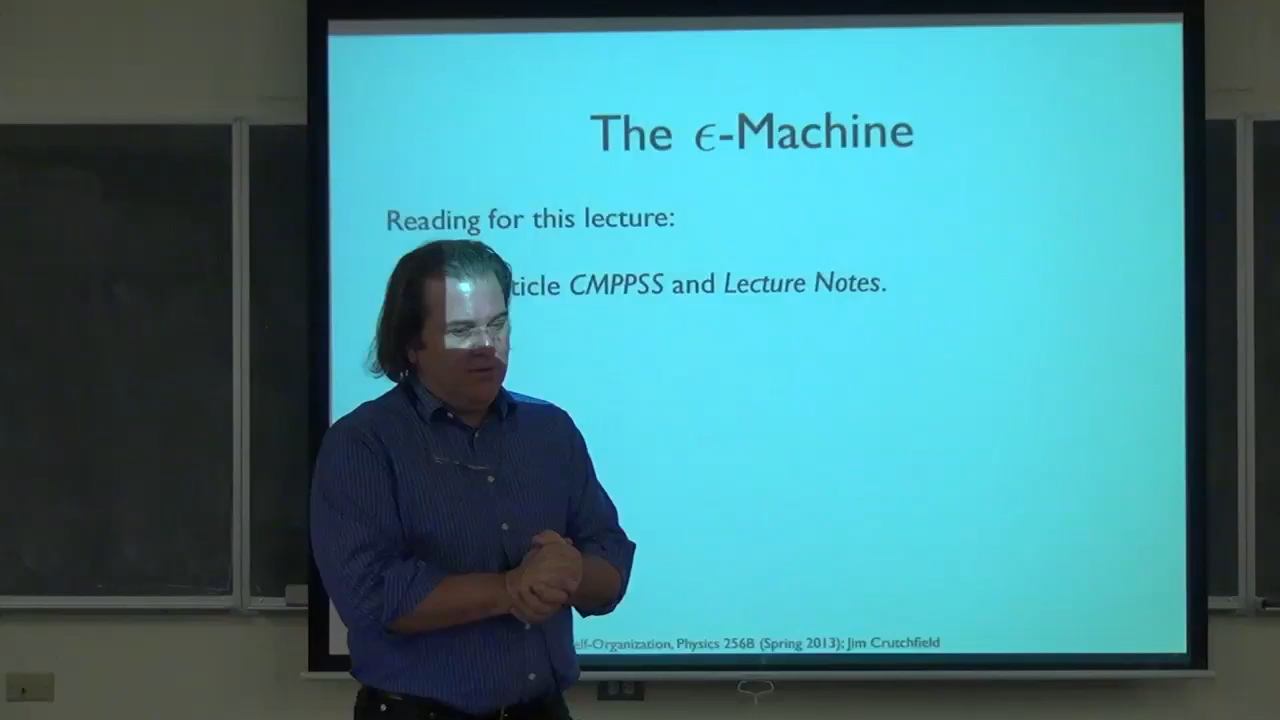 The ϵ-Machine
Reading for this lecture:
ticle CMPPSS and Lecture Notes.
elf-Organization, Physics 256B (Spring 2013); Jim Crutchfield